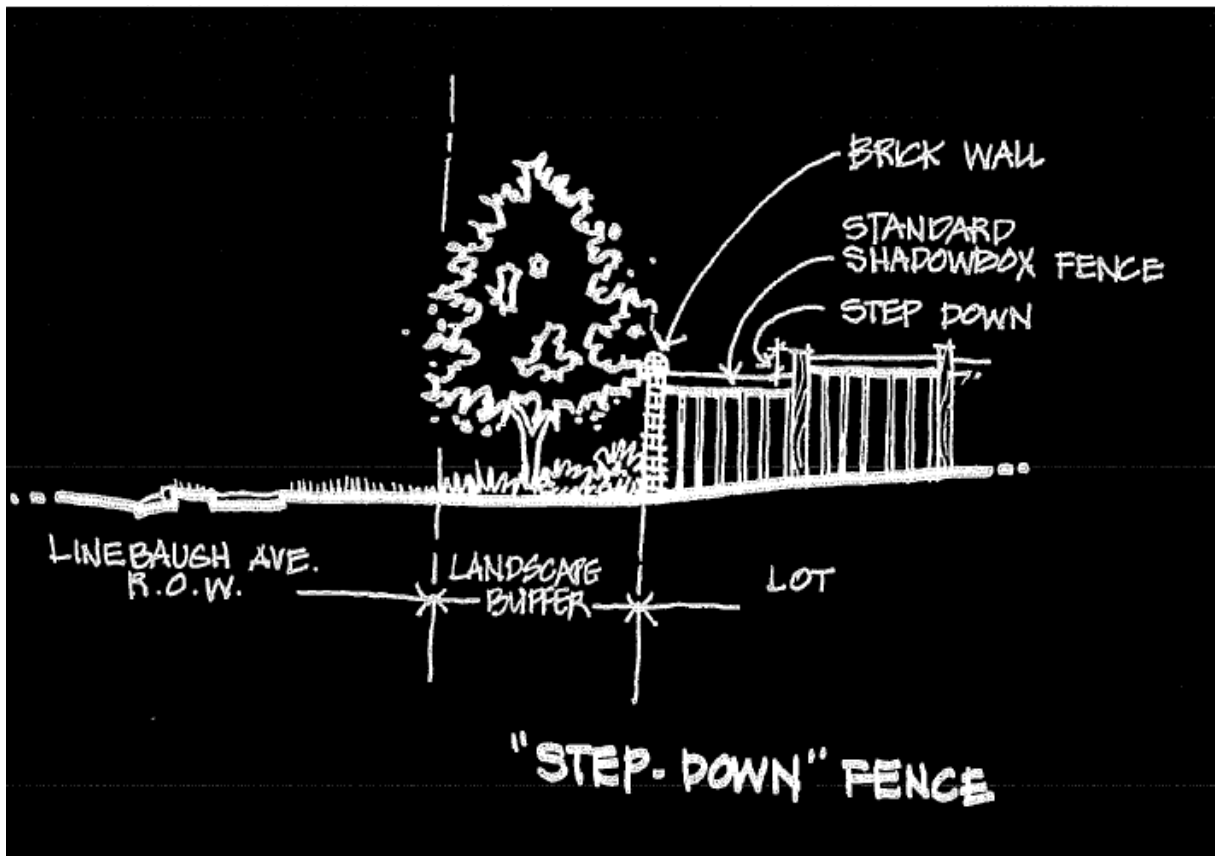 BRICK WALL
STANDARD
SHADOWBOX FENCE
STEP DOWN
LINEBAUGH AVE.
R.O.W.
LANDSCAPE
BUFFER
LOT
"STEP-DOWN" FENCE